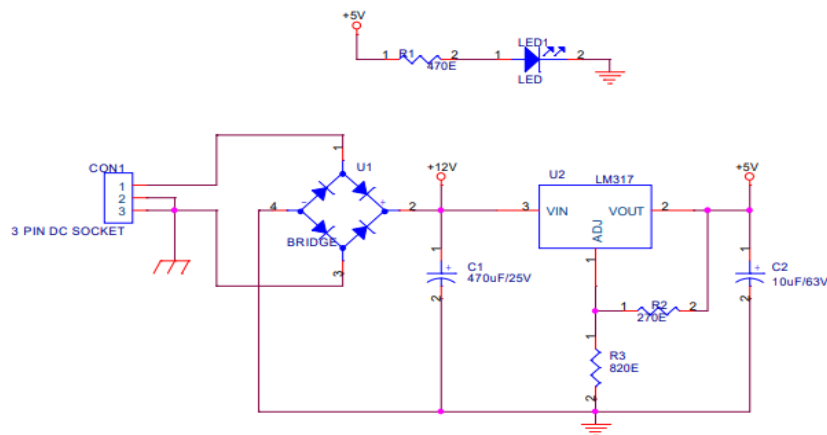 +5V
1 R1 2
470E
1 LED1 2
LED
CON1
1
2
3
3 PIN DC SOCKET
1
U1
4 - + 2
BRIDGE
3
+12V
1
+
C1
470uF/25V
2
U2 LM317
3 VIN VOUT 2
ADJ
1
+5V
1 R2 2
270E
1
R3
820E
2
1
+
C2
10uF/63V
2